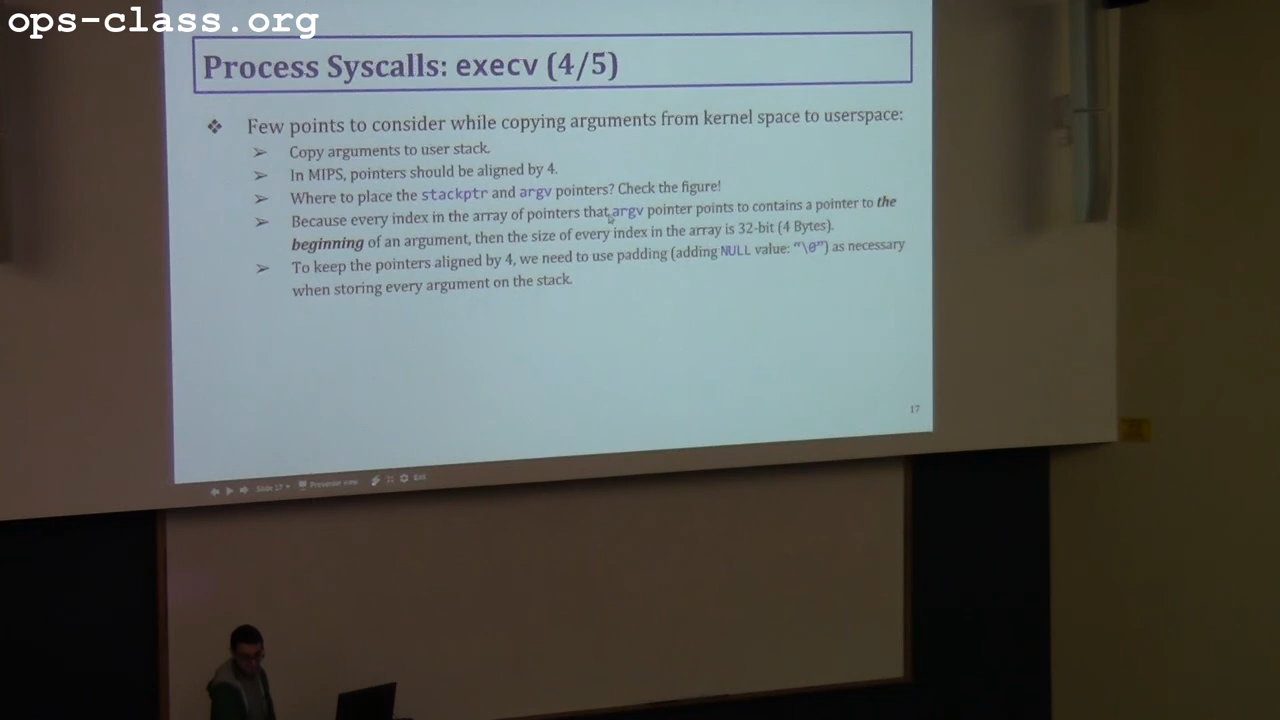 ops-class.org
Process Syscalls: execv (4/5)
❖ Few points to consider while copying arguments from kernel space to userspace:
➢ Copy arguments to user stack.
➢ In MIPS, pointers should be aligned by 4.
➢ Where to place the stackptr and argv pointers? Check the figure!
➢ Because every index in the array of pointers that argv pointer points to contains a pointer to the
beginning of an argument, then the size of every index in the array is 32-bit (4 Bytes).
➢ To keep the pointers aligned by 4, we need to use padding (adding NULL value: "\0") as necessary
when storing every argument on the stack.
17
Slide 17 Presenter view Exit